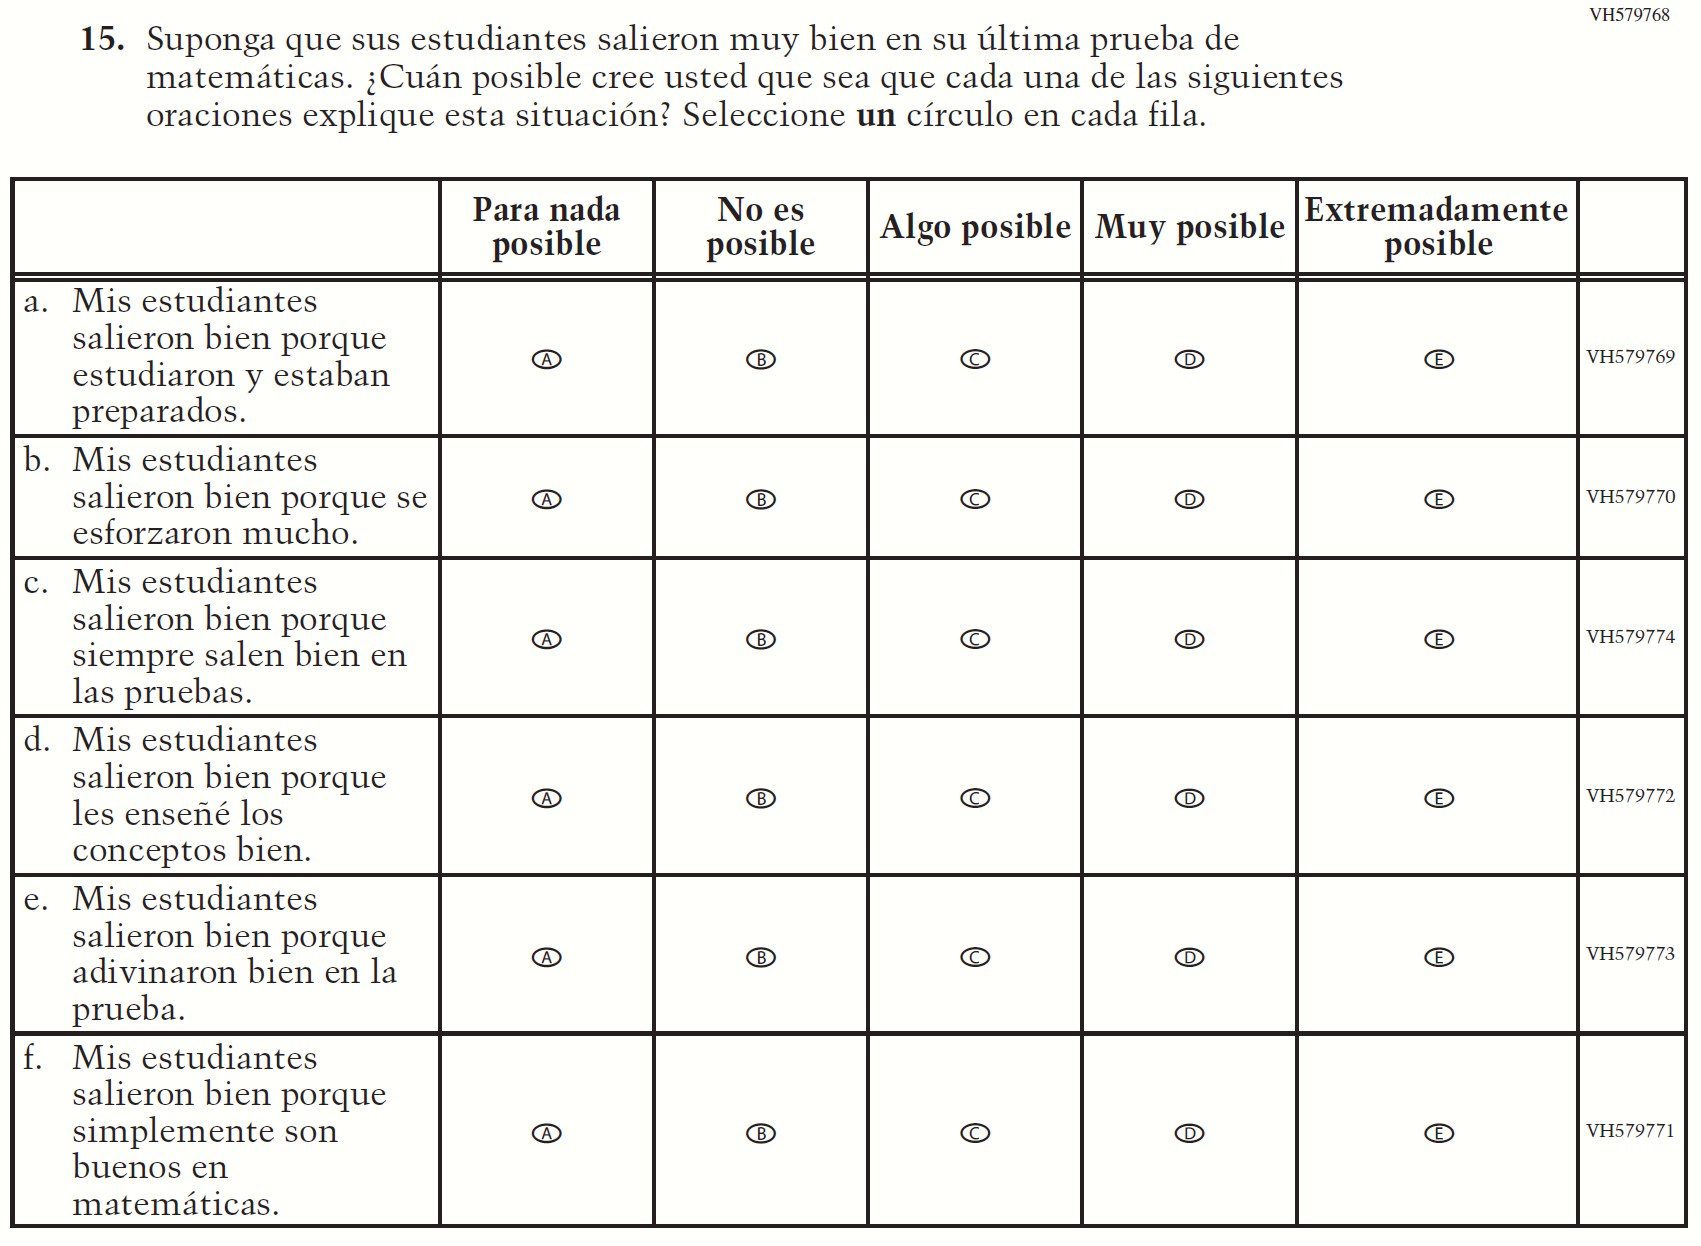 VH579768
15. Suponga que sus estudiantes salieron muy bien en su última prueba de
matemáticas. ¿Cuán posible cree usted que sea que cada una de las siguientes
oraciones explique esta situación? Seleccione un círculo en cada fila.
Para nada
posible
No es
posible
Algo posible
Muy posible
Extremadamente
posible
a. Mis estudiantes
salieron bien porque
estudiaron y estaban
preparados.
A B C D E VH579769
b. Mis estudiantes
salieron bien porque se
esforzaron mucho.
A B C D E VH579770
c. Mis estudiantes
salieron bien porque
siempre salen bien en
las pruebas.
A B C D E VH579774
d. Mis estudiantes
salieron bien porque
les enseñé los
conceptos bien.
A B C D E VH579772
e. Mis estudiantes
salieron bien porque
adivinaron bien en la
prueba.
A B C D E VH579773
f. Mis estudiantes
salieron bien porque
simplemente son
buenos en
matemáticas.
A B C D E VH579771